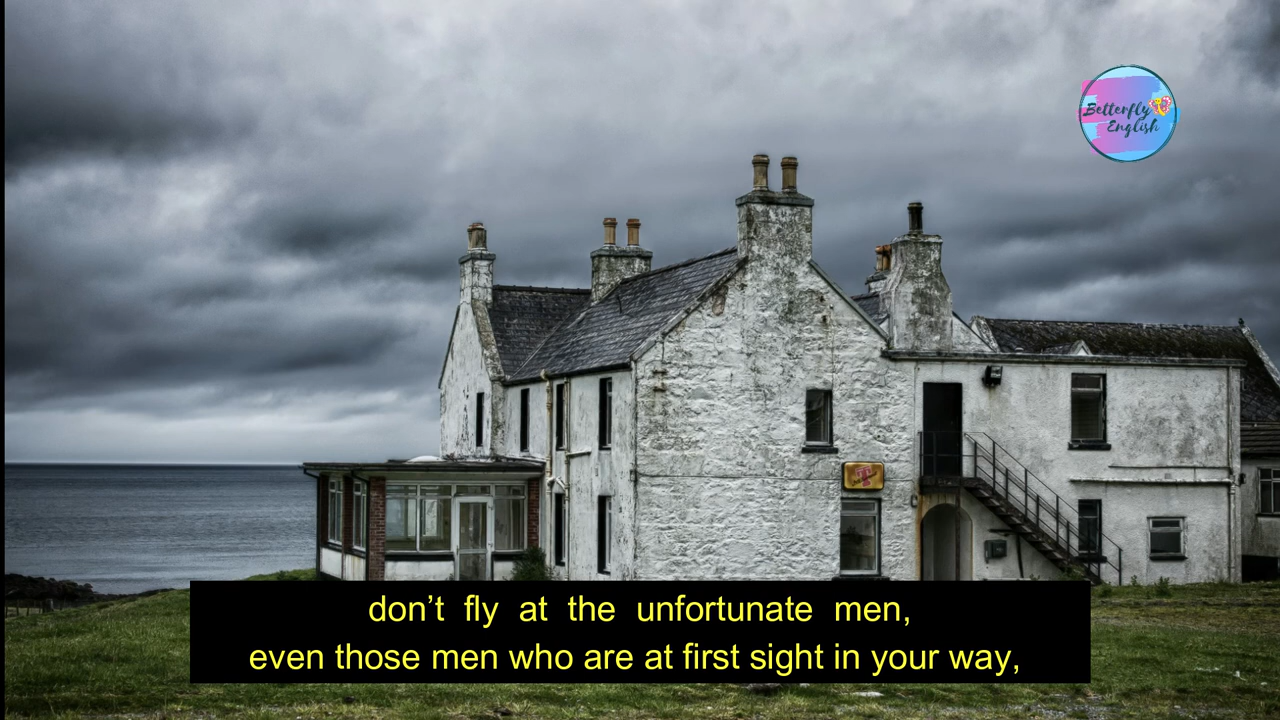 Betterfly
English
T
don’t fly at the unfortunate men,
even those men who are at first sight in your way,